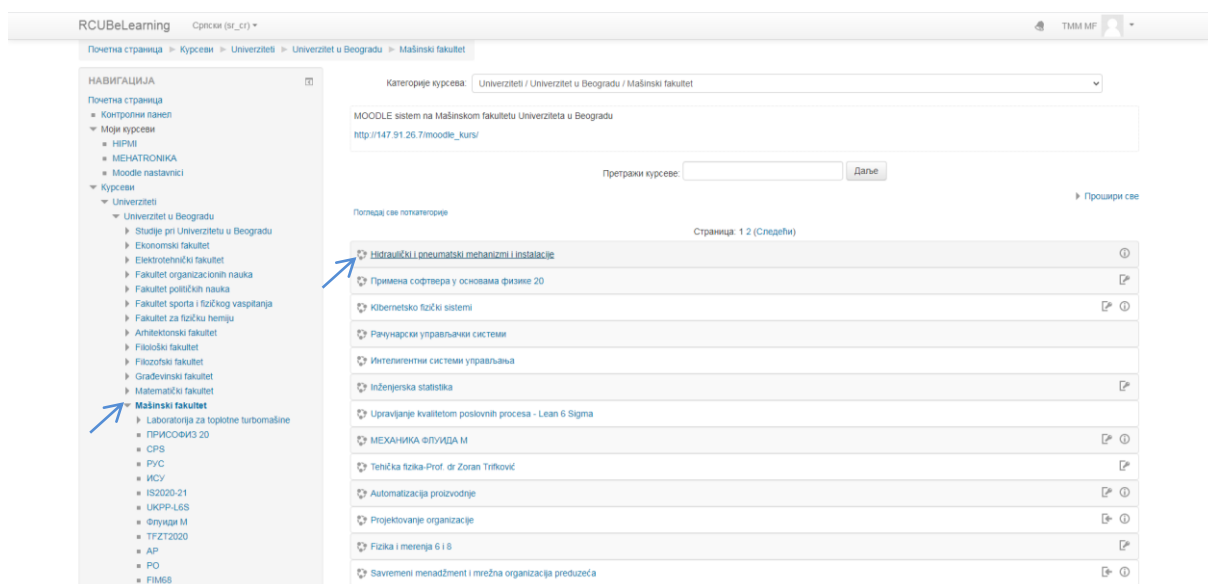 RCUBeLearning Српски (sr_cr) TMM MF
Почетна страница Курсеви Univerziteti Univerzitet u Beogradu Mašinski fakultet
НАВИГАЦИЈА
Почетна страница
Контролни панел
Моји курсеви
HIPMI
MEHATRONIKA
Moodle nastavnici
Курсеви
Univerziteti
Univerzitet u Beogradu
Studije pri Univerzitetu u Beogradu
Ekonomski fakultet
Elektrotehnički fakultet
Fakultet organizacionih nauka
Fakultet političkih nauka
Fakultet sporta i fizičkog vaspitanja
Fakultet za fizičku hemiju
Arhitektonski fakultet
Filološki fakultet
Filozofski fakultet
Građevinski fakultet
Matematički fakultet
Mašinski fakultet
Laboratorija za toplotne turbomašine
ПРИСОФИЗ 20
CPS
РУС
ИСУ
IS2020-21
UKPP-L6S
Флуиди М
TFZT2020
AP
PO
FIM68
Категорије курсева: Univerziteti / Univerzitet u Beogradu / Mašinski fakultet
MOODLE sistem na Mašinskom fakultetu Univerziteta u Beogradu
http://147.91.26.7/moodle_kurs/
Претражи курсеве: Даље
Прошири све
Погледај све поткатегорије
Страница: 1 2 (Следећи)
Hidraulički i pneumatski mehanizmi i instalacije
Примена софтвера у основама физике 20
KIbernetsko fizički sistemi
Рачунарски управљачки системи
Интелигентни системи управљања
Inženjerska statistika
Upravljanje kvalitetom poslovnih procesa - Lean 6 Sigma
МЕХАНИКА ФЛУИДА М
Tehička fizika-Prof. dr Zoran Trifković
Automatizacija proizvodnje
Projektovanje organizacije
Fizika i merenja 6 i 8
Savremeni menadžment i mrežna organizacija preduzeća